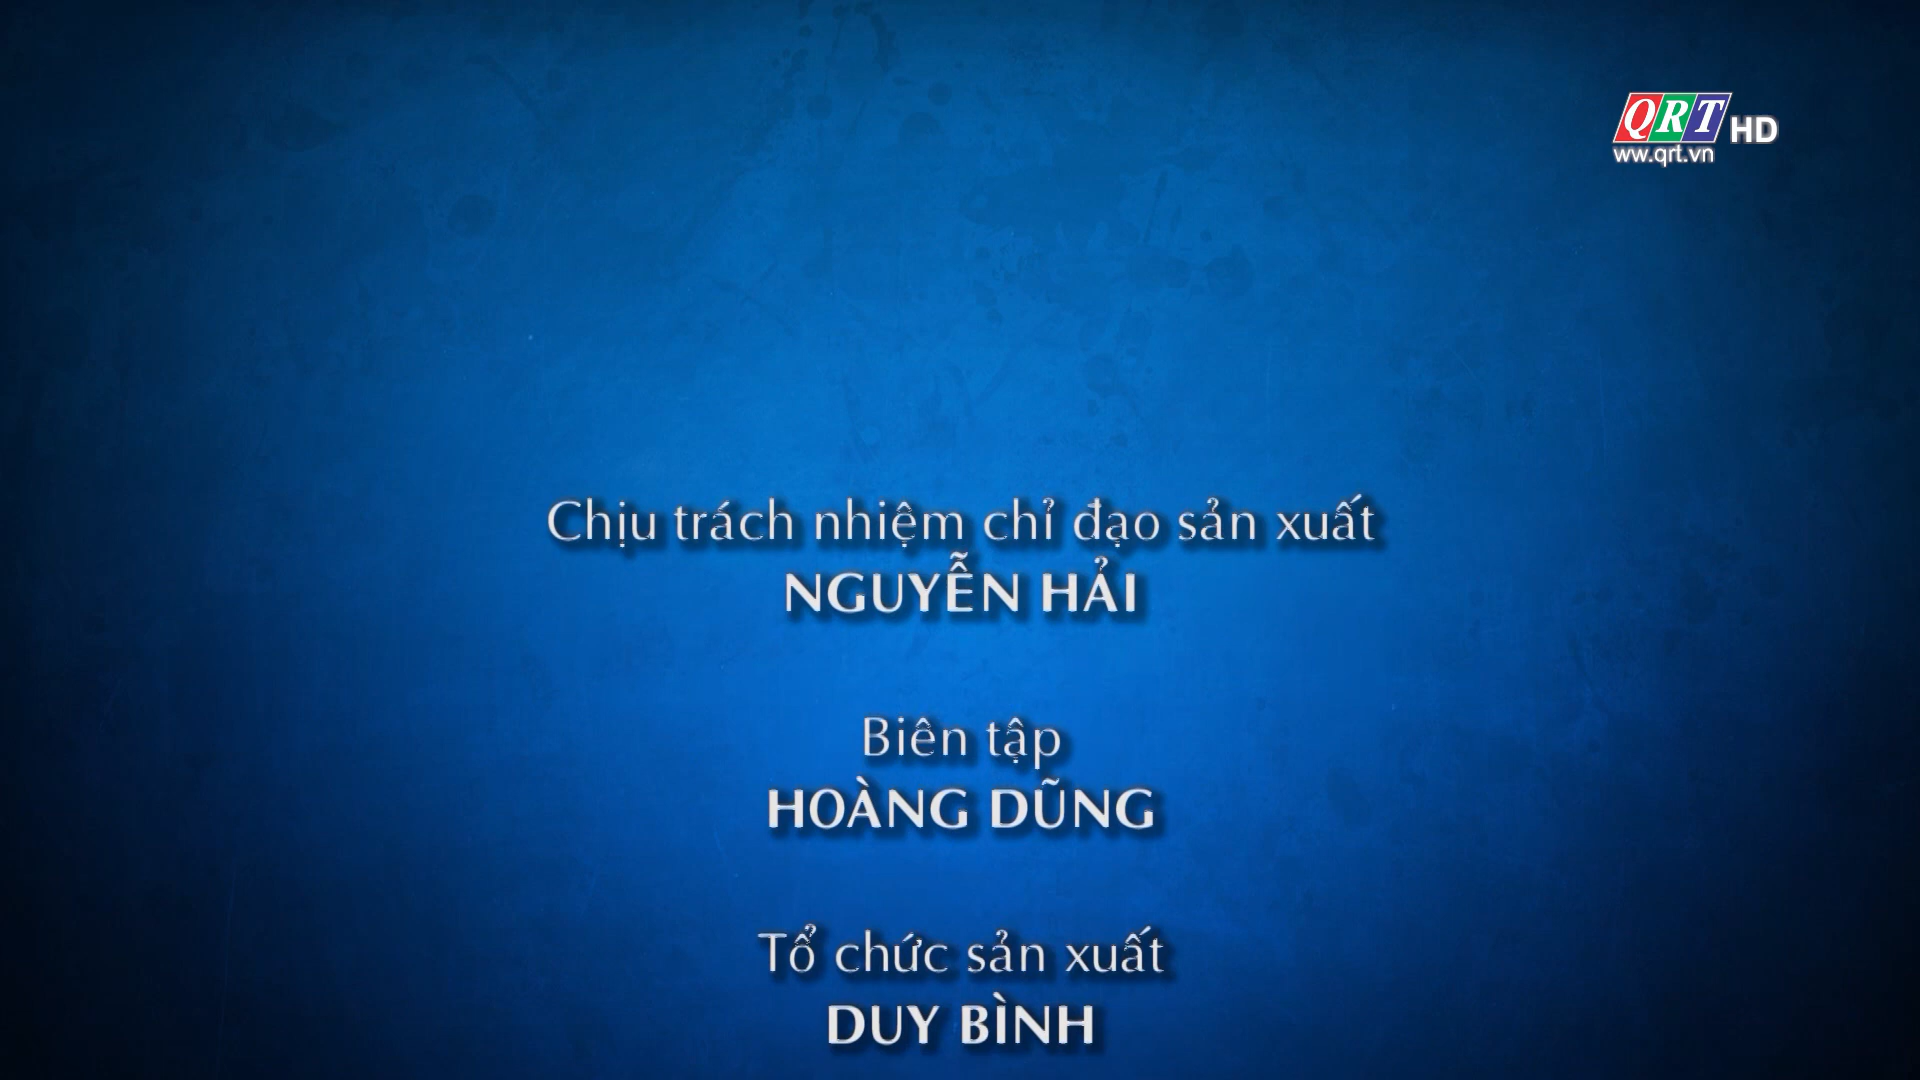 QRT HD
ww.qrt.vn
Chịu trách nhiệm chỉ đạo sản xuất
NGUYỄN HẢI
Biên tập
HOÀNG DŨNG
Tổ chức sản xuất
DUY BÌNH